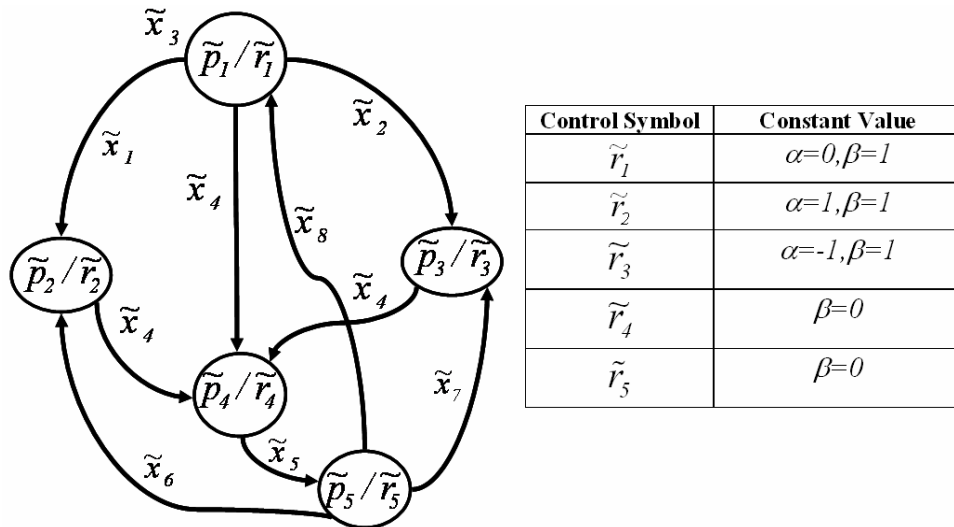 x̃₃
p̃₁/r̃₁
x̃₁
x̃₂
x̃₄
x̃₈
p̃₂/r̃₂
p̃₃/r̃₃
x̃₄
x̃₄
p̃₄/r̃₄
x̃₇
x̃₅
x̃₆
p̃₅/r̃₅
Control Symbol Constant Value
r̃₁ α=0,β=1
r̃₂ α=1,β=1
r̃₃ α=-1,β=1
r̃₄ β=0
r̃₅ β=0